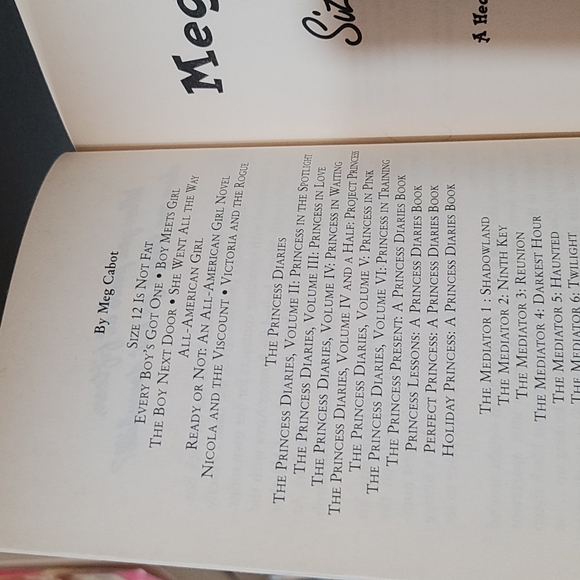 By Meg Cabot
Size 12 Is Not Fat
Every Boy's Got One • Boy Meets Girl
The Boy Next Door • She Went All the Way
All-American Girl
Ready or Not: An All-American Girl Novel
Nicola and the Viscount • Victoria and the Rogue
The Princess Diaries
The Princess Diaries, Volume II: Princess in the Spotlight
The Princess Diaries, Volume III: Princess in Love
The Princess Diaries, Volume IV: Princess in Waiting
The Princess Diaries, Volume IV and a Half: Project Princess
The Princess Diaries, Volume V: Princess in Pink
The Princess Diaries, Volume VI: Princess in Training
The Princess Present: A Princess Diaries Book
Princess Lessons: A Princess Diaries Book
Perfect Princess: A Princess Diaries Book
Holiday Princess: A Princess Diaries Book
The Mediator 1 : Shadowland
The Mediator 2: Ninth Key
The Mediator 3: Reunion
The Mediator 4: Darkest Hour
The Mediator 5: Haunted
The Mediator 6: Twilight
Meg
Siz
A Hea